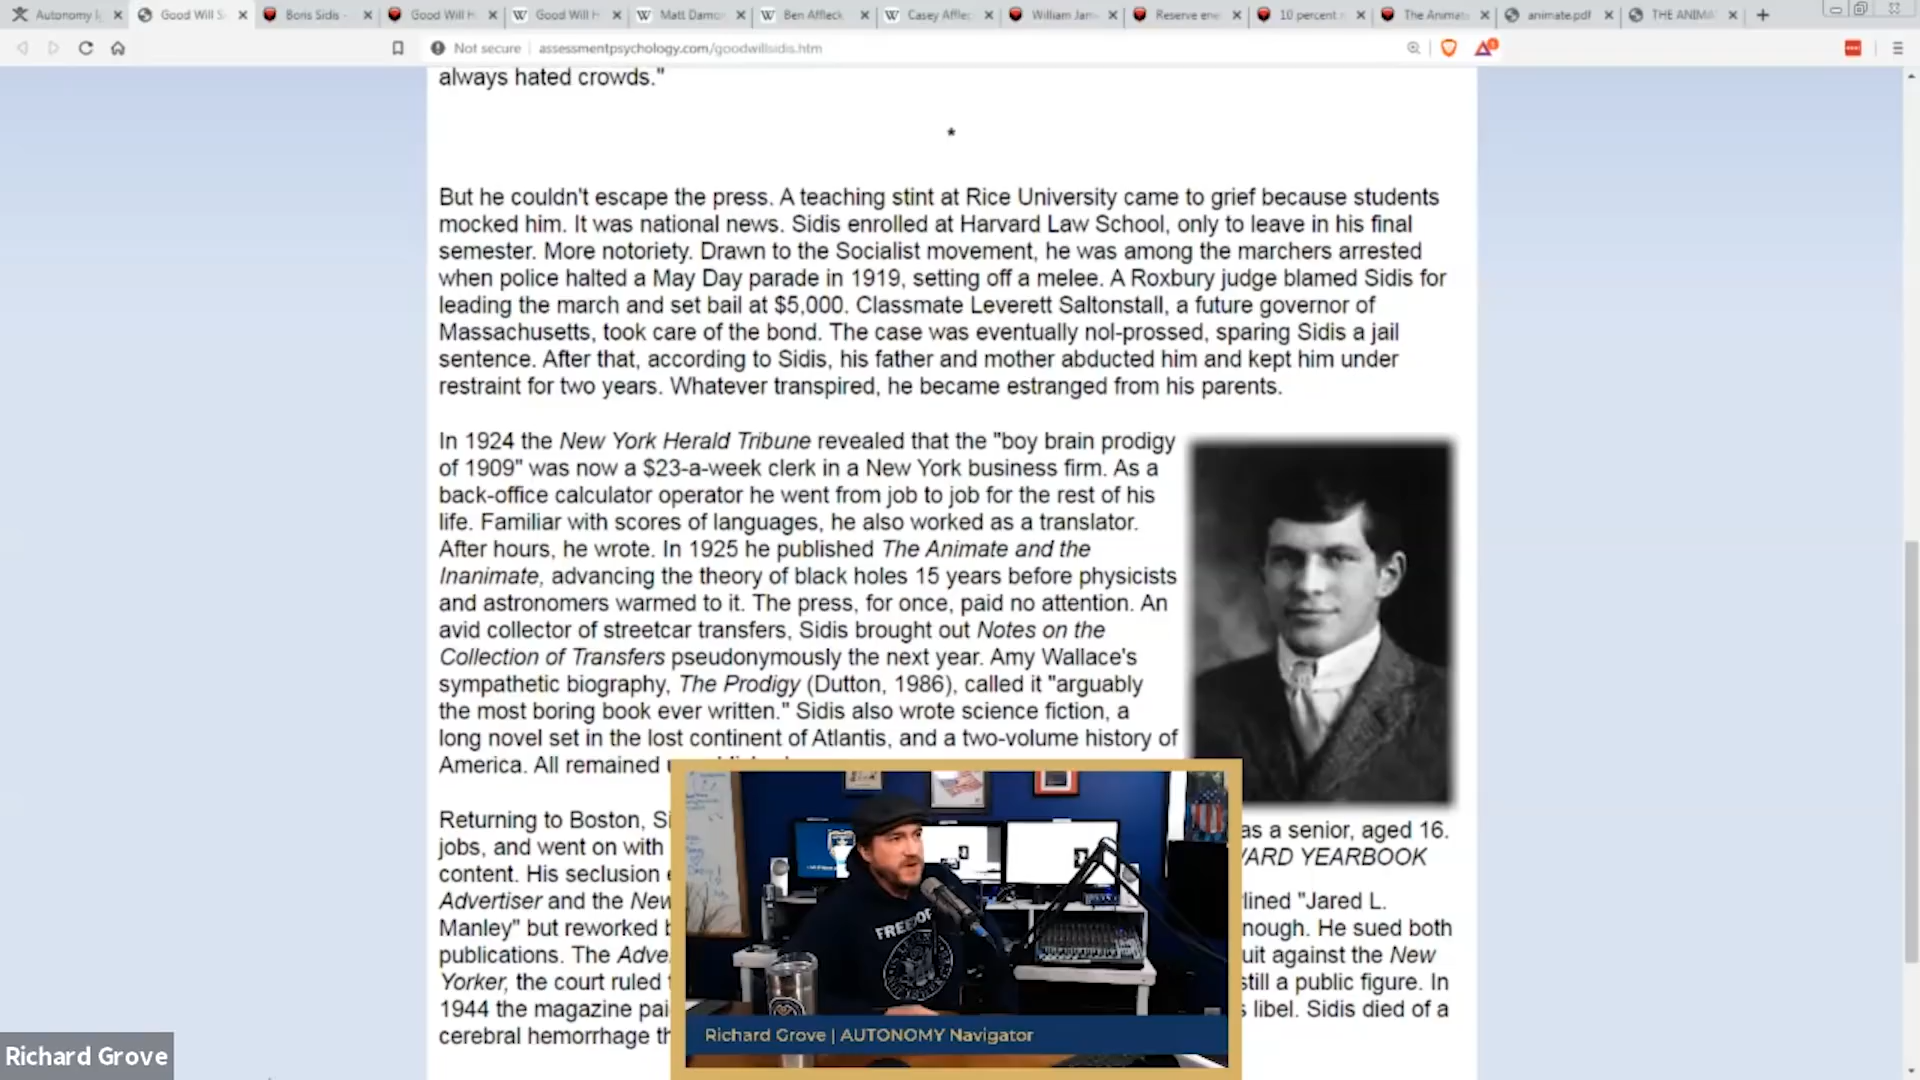 Autonomy
Good Will S
Boris Sidis -
Good Will H
Good Will H
Matt Damor
Ben Affleck
Casey Affle
William Jam
Reserve ene
10 percent
The Animat
animate.pdf
THE ANIMA
Not secure | assessmentpsychology.com/goodwillsidis.htm
always hated crowds."
*
But he couldn't escape the press. A teaching stint at Rice University came to grief because students
mocked him. It was national news. Sidis enrolled at Harvard Law School, only to leave in his final
semester. More notoriety. Drawn to the Socialist movement, he was among the marchers arrested
when police halted a May Day parade in 1919, setting off a melee. A Roxbury judge blamed Sidis for
leading the march and set bail at $5,000. Classmate Leverett Saltonstall, a future governor of
Massachusetts, took care of the bond. The case was eventually nol-prossed, sparing Sidis a jail
sentence. After that, according to Sidis, his father and mother abducted him and kept him under
restraint for two years. Whatever transpired, he became estranged from his parents.
In 1924 the New York Herald Tribune revealed that the "boy brain prodigy
of 1909" was now a $23-a-week clerk in a New York business firm. As a
back-office calculator operator he went from job to job for the rest of his
life. Familiar with scores of languages, he also worked as a translator.
After hours, he wrote. In 1925 he published The Animate and the
Inanimate, advancing the theory of black holes 15 years before physicists
and astronomers warmed to it. The press, for once, paid no attention. An
avid collector of streetcar transfers, Sidis brought out Notes on the
Collection of Transfers pseudonymously the next year. Amy Wallace's
sympathetic biography, The Prodigy (Dutton, 1986), called it "arguably
the most boring book ever written." Sidis also wrote science fiction, a
long novel set in the lost continent of Atlantis, and a two-volume history of
America. All remained
Returning to Boston, Si
as a senior, aged 16.
jobs, and went on with
VARD YEARBOOK
content. His seclusion
Advertiser and the New
rlined "Jared L.
Manley" but reworked
nough. He sued both
publications. The Adve
uit against the New
Yorker, the court ruled
still a public figure. In
1944 the magazine pai
s libel. Sidis died of a
cerebral hemorrhage th
FREEDOM
Richard Grove | AUTONOMY Navigator
Richard Grove